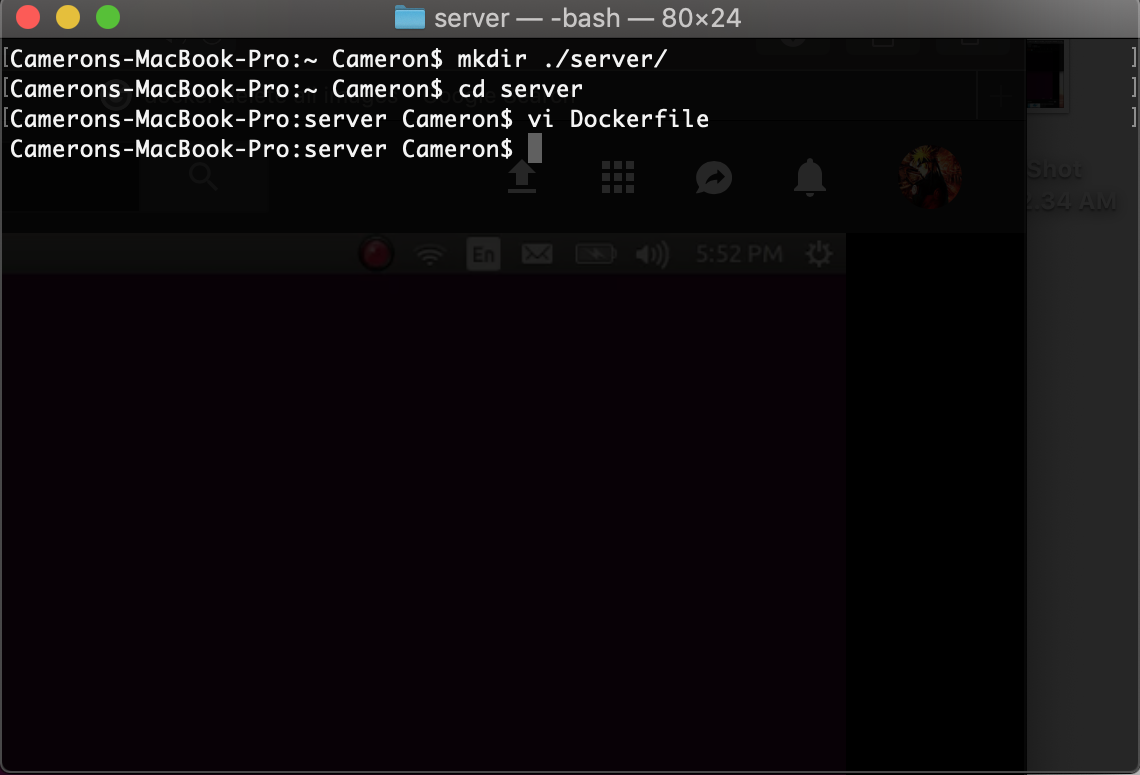 server — -bash — 80×24
Camerons-MacBook-Pro:~ Cameron$ mkdir ./server/
Camerons-MacBook-Pro:~ Cameron$ cd server
Camerons-MacBook-Pro:server Cameron$ vi Dockerfile
Camerons-MacBook-Pro:server Cameron$
Shot
2.34 AM
En
5:52 PM